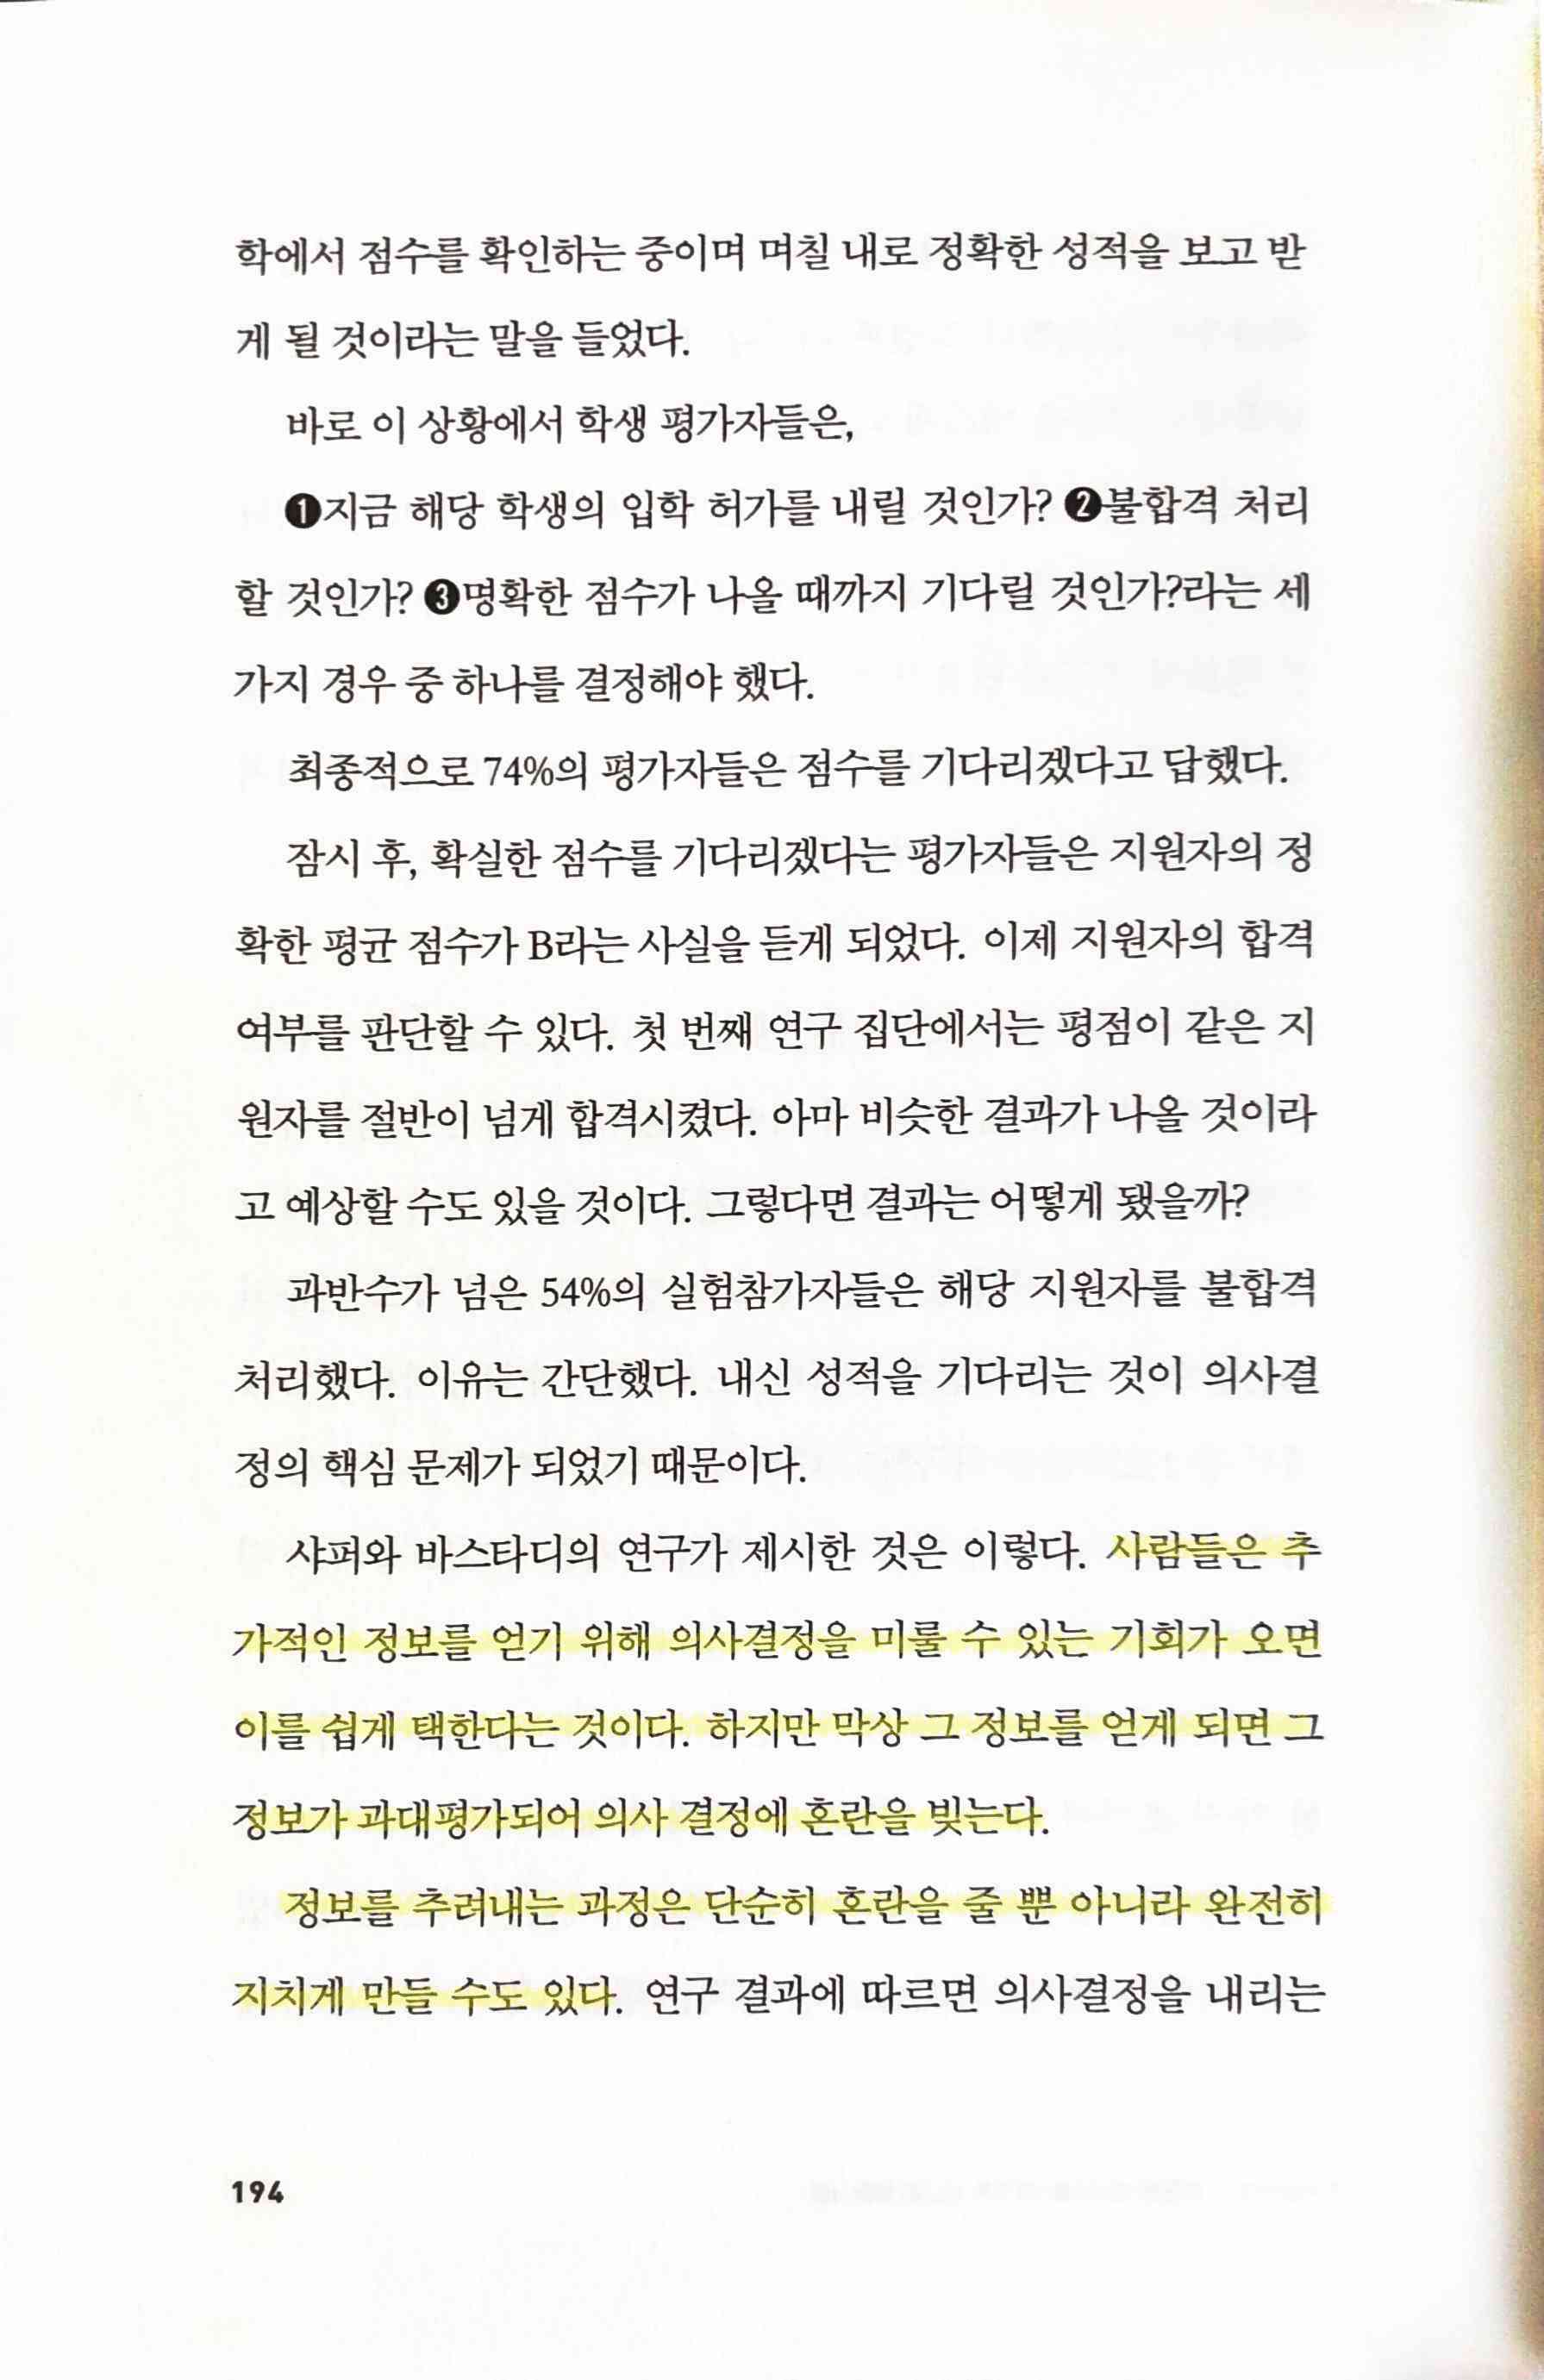 학에서 점수를 확인하는 중이며 며칠 내로 정확한 성적을 보고 받
게 될 것이라는 말을 들었다.
바로 이 상황에서 학생 평가자들은,
❶지금 해당 학생의 입학 허가를 내릴 것인가? ❷불합격 처리
할 것인가? ❸명확한 점수가 나올 때까지 기다릴 것인가?라는 세
가지 경우 중 하나를 결정해야 했다.
최종적으로 74%의 평가자들은 점수를 기다리겠다고 답했다.
잠시 후, 확실한 점수를 기다리겠다는 평가자들은 지원자의 정
확한 평균 점수가 B라는 사실을 듣게 되었다. 이제 지원자의 합격
여부를 판단할 수 있다. 첫 번째 연구 집단에서는 평점이 같은 지
원자를 절반이 넘게 합격시켰다. 아마 비슷한 결과가 나올 것이라
고 예상할 수도 있을 것이다. 그렇다면 결과는 어떻게 됐을까?
과반수가 넘은 54%의 실험참가자들은 해당 지원자를 불합격
처리했다. 이유는 간단했다. 내신 성적을 기다리는 것이 의사결
정의 핵심 문제가 되었기 때문이다.
샤퍼와 바스타디의 연구가 제시한 것은 이렇다. 사람들은 추
가적인 정보를 얻기 위해 의사결정을 미룰 수 있는 기회가 오면
이를 쉽게 택한다는 것이다. 하지만 막상 그 정보를 얻게 되면 그
정보가 과대평가되어 의사 결정에 혼란을 빚는다.
정보를 추려내는 과정은 단순히 혼란을 줄 뿐 아니라 완전히
지치게 만들 수도 있다. 연구 결과에 따르면 의사결정을 내리는
194